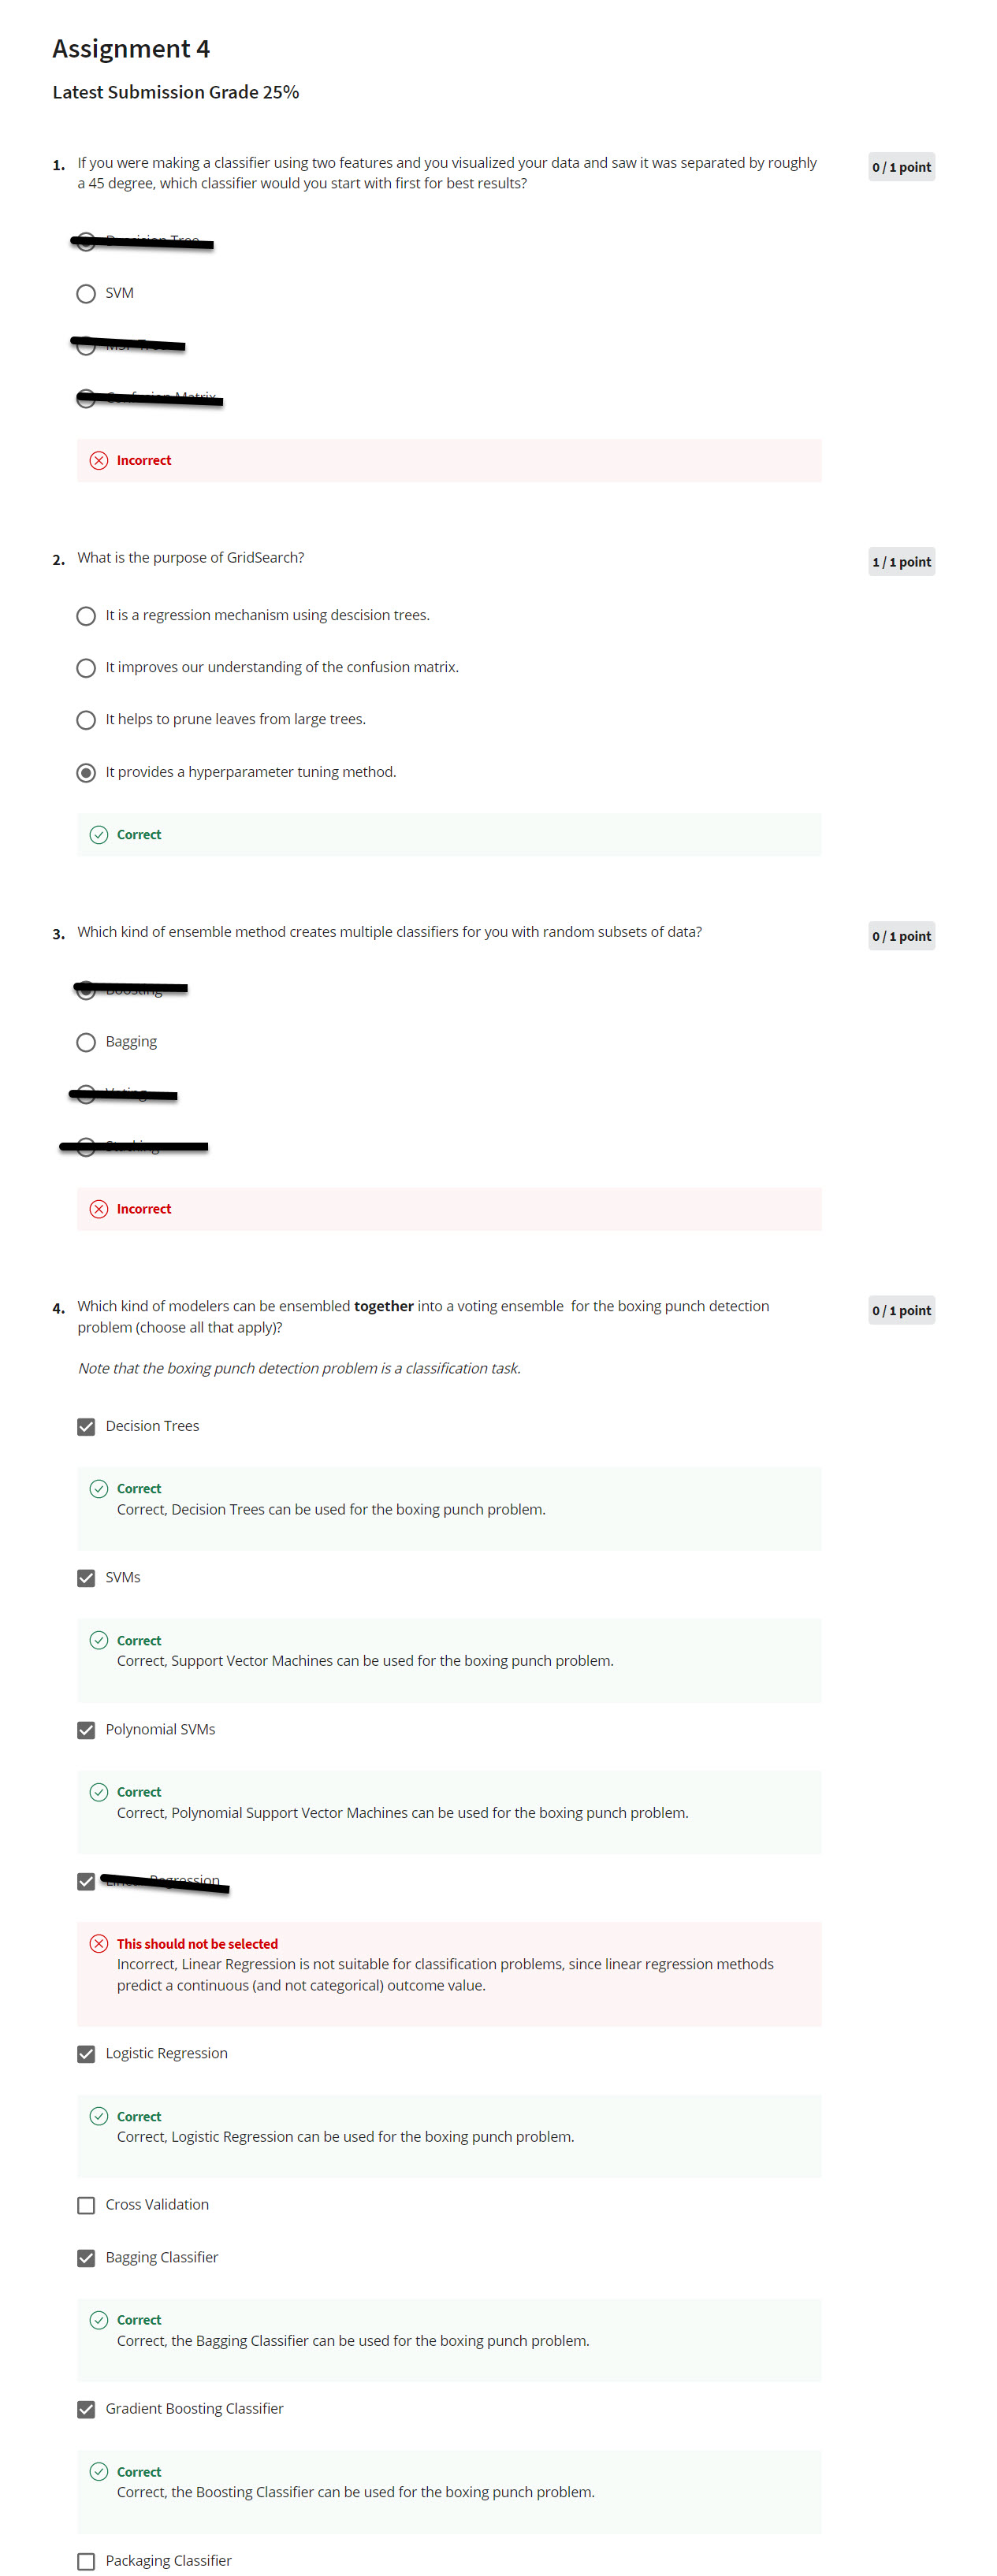 Assignment 4
Latest Submission Grade 25%
1. If you were making a classifier using two features and you visualized your data and saw it was separated by roughly
a 45 degree, which classifier would you start with first for best results?
0 / 1 point
SVM
Confusion Matrix
Incorrect
2. What is the purpose of GridSearch?
1 / 1 point
It is a regression mechanism using descision trees.
It improves our understanding of the confusion matrix.
It helps to prune leaves from large trees.
It provides a hyperparameter tuning method.
Correct
3. Which kind of ensemble method creates multiple classifiers for you with random subsets of data?
0 / 1 point
Boosting
Bagging
Voting
Stacking
Incorrect
4. Which kind of modelers can be ensembled together into a voting ensemble for the boxing punch detection
problem (choose all that apply)?
0 / 1 point
Note that the boxing punch detection problem is a classification task.
Decision Trees
Correct
Correct, Decision Trees can be used for the boxing punch problem.
SVMs
Correct
Correct, Support Vector Machines can be used for the boxing punch problem.
Polynomial SVMs
Correct
Correct, Polynomial Support Vector Machines can be used for the boxing punch problem.
Linear Regression
This should not be selected
Incorrect, Linear Regression is not suitable for classification problems, since linear regression methods
predict a continuous (and not categorical) outcome value.
Logistic Regression
Correct
Correct, Logistic Regression can be used for the boxing punch problem.
Cross Validation
Bagging Classifier
Correct
Correct, the Bagging Classifier can be used for the boxing punch problem.
Gradient Boosting Classifier
Correct
Correct, the Boosting Classifier can be used for the boxing punch problem.
Packaging Classifier